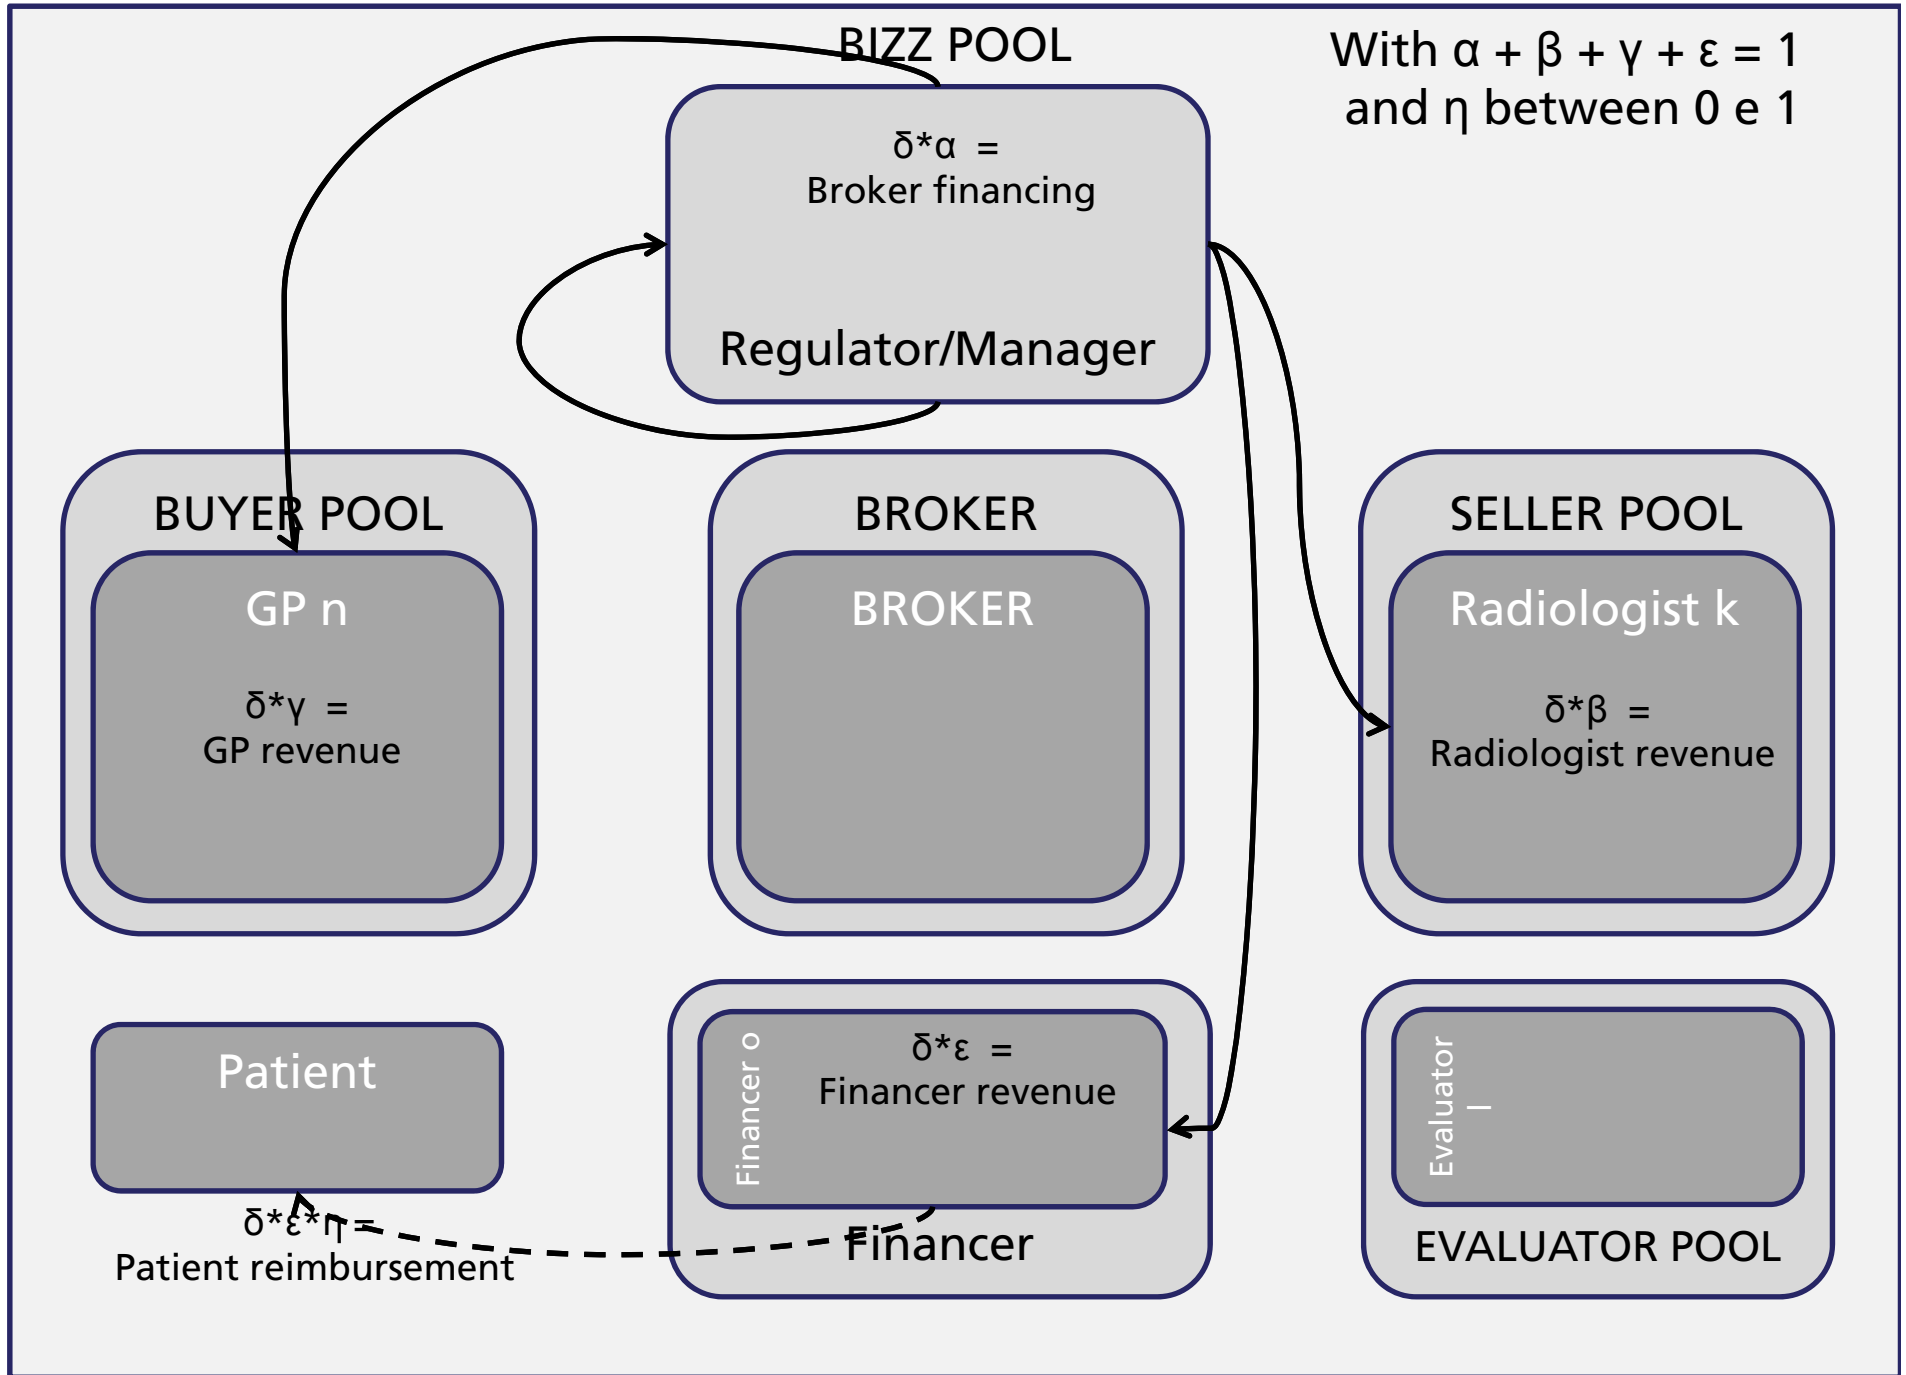 BIZZ POOL
With α + β + γ + ε = 1
and η between 0 e 1
δ*α =
Broker financing
Regulator/Manager
BUYER POOL
GP n
δ*γ =
GP revenue
BROKER
BROKER
SELLER POOL
Radiologist k
δ*β =
Radiologist revenue
Patient
δ*ε*η =
Patient reimbursement
Financer o
δ*ε =
Financer revenue
Financer
Evaluator
l
EVALUATOR POOL